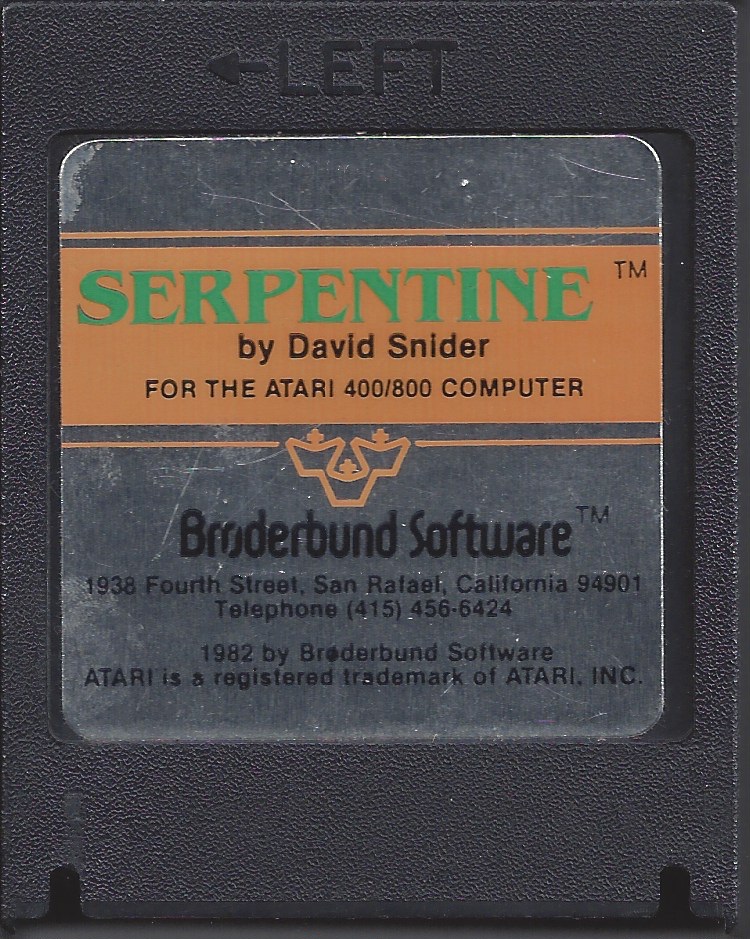 ←LEFT
SERPENTINE™
by David Snider
FOR THE ATARI 400/800 COMPUTER
Brøderbund Software™
1938 Fourth Street, San Rafael, California 94901
Telephone (415) 456-6424
1982 by Brøderbund Software
ATARI is a registered trademark of ATARI, INC.